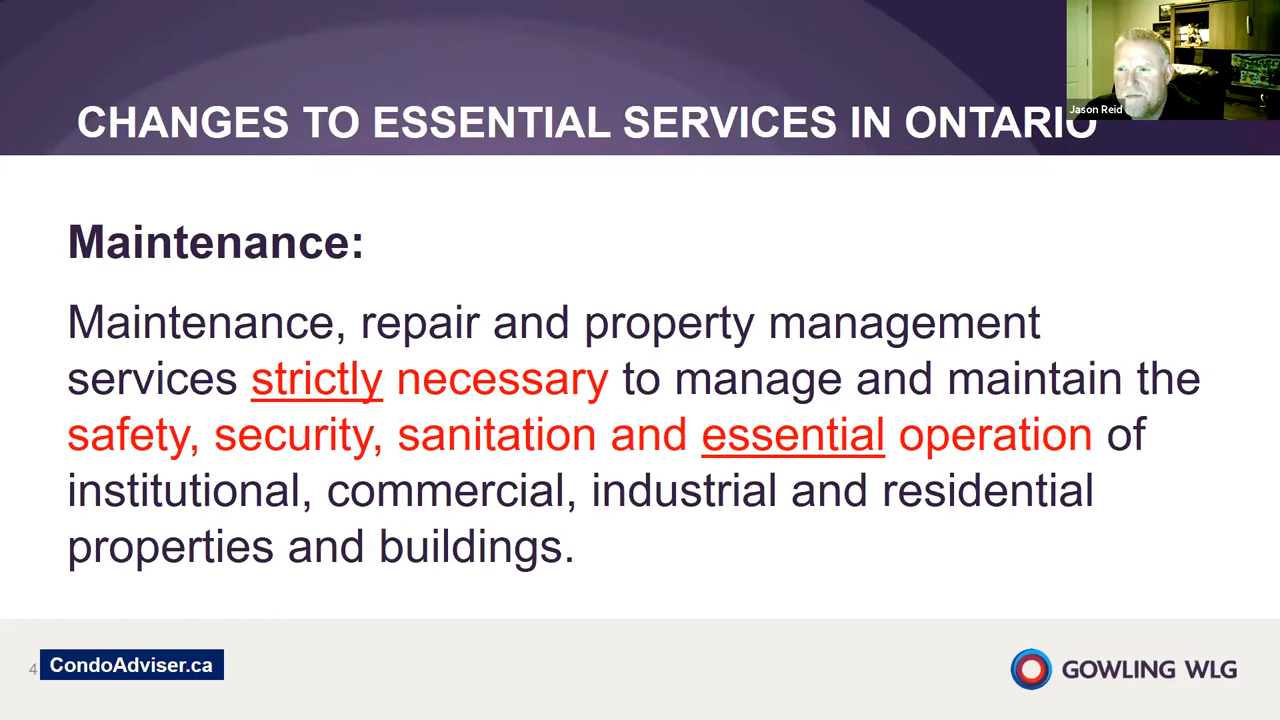 CHANGES TO ESSENTIAL SERVICES IN ONTARIO
Jason Reid
Maintenance:
Maintenance, repair and property management
services strictly necessary to manage and maintain the
safety, security, sanitation and essential operation of
institutional, commercial, industrial and residential
properties and buildings.
4
CondoAdviser.ca
GOWLING WLG